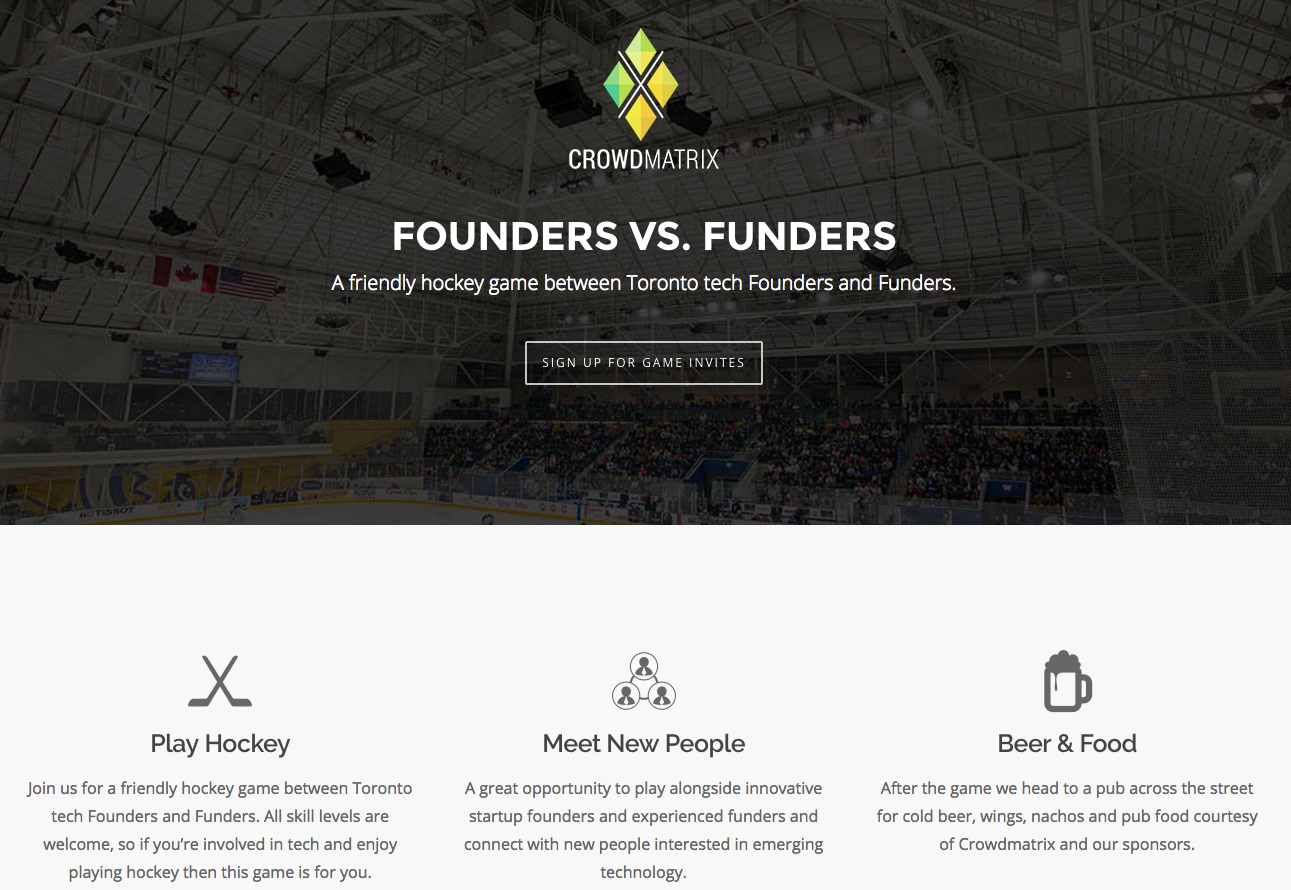 CROWDMATRIX
FOUNDERS VS. FUNDERS
A friendly hockey game between Toronto tech Founders and Funders.
SIGN UP FOR GAME INVITES
TISSOT
Play Hockey
Join us for a friendly hockey game between Toronto
tech Founders and Funders. All skill levels are
welcome, so if you’re involved in tech and enjoy
playing hockey then this game is for you.
Meet New People
A great opportunity to play alongside innovative
startup founders and experienced funders and
connect with new people interested in emerging
technology.
Beer & Food
After the game we head to a pub across the street
for cold beer, wings, nachos and pub food courtesy
of Crowdmatrix and our sponsors.